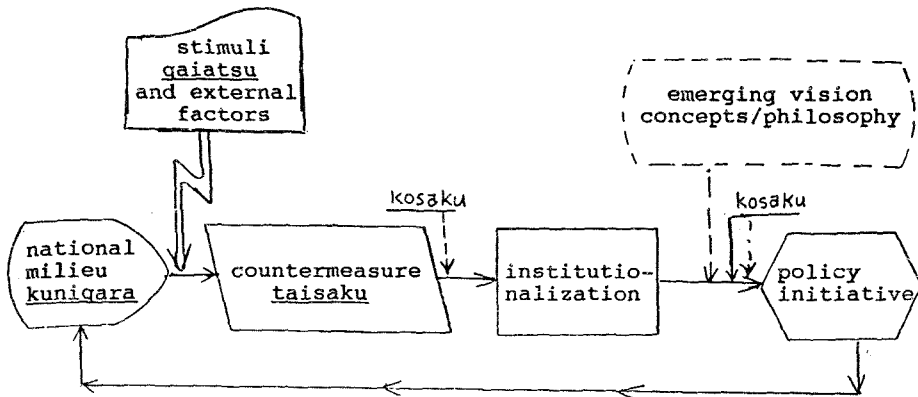 stimuli
gaiatsu
and external
factors
emerging vision
concepts/philosophy
kosaku
kosaku
national
milieu
kunigara
countermeasure
taisaku
institutio-
nalization
policy
initiative